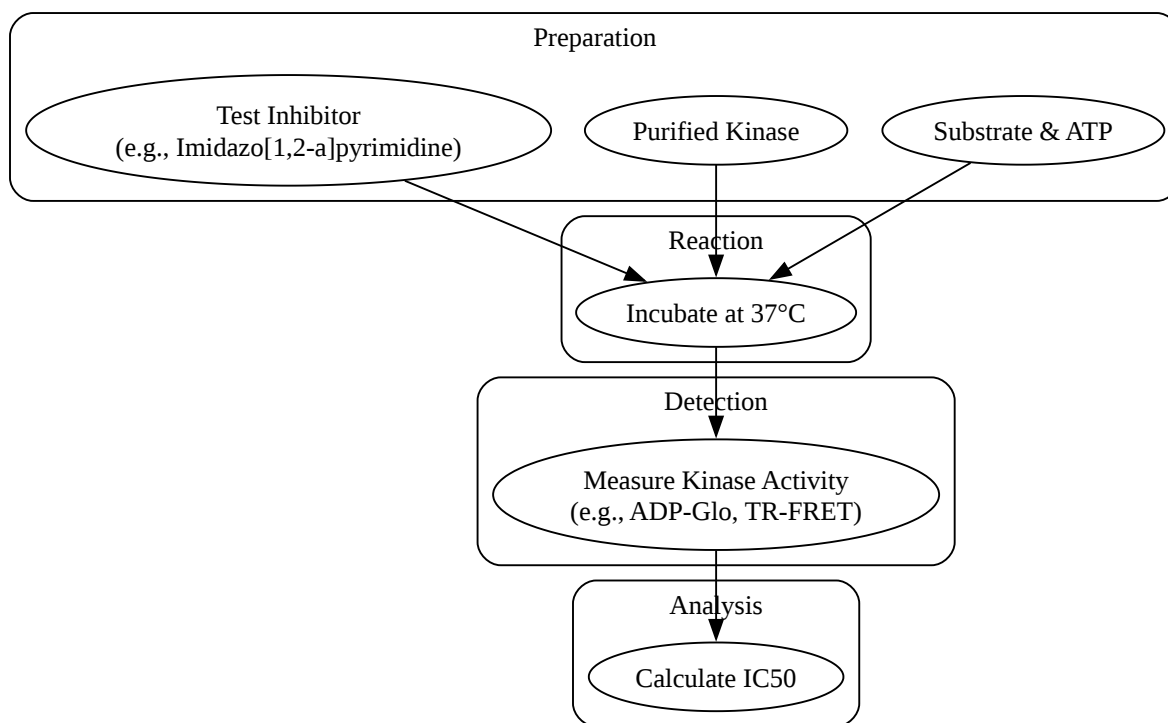 Preparation
Test Inhibitor
(e.g., Imidazo[1,2-a]pyrimidine)
Purified Kinase
Substrate & ATP
Reaction
Incubate at 37°C
Detection
Measure Kinase Activity
(e.g., ADP-Glo, TR-FRET)
Analysis
Calculate IC50